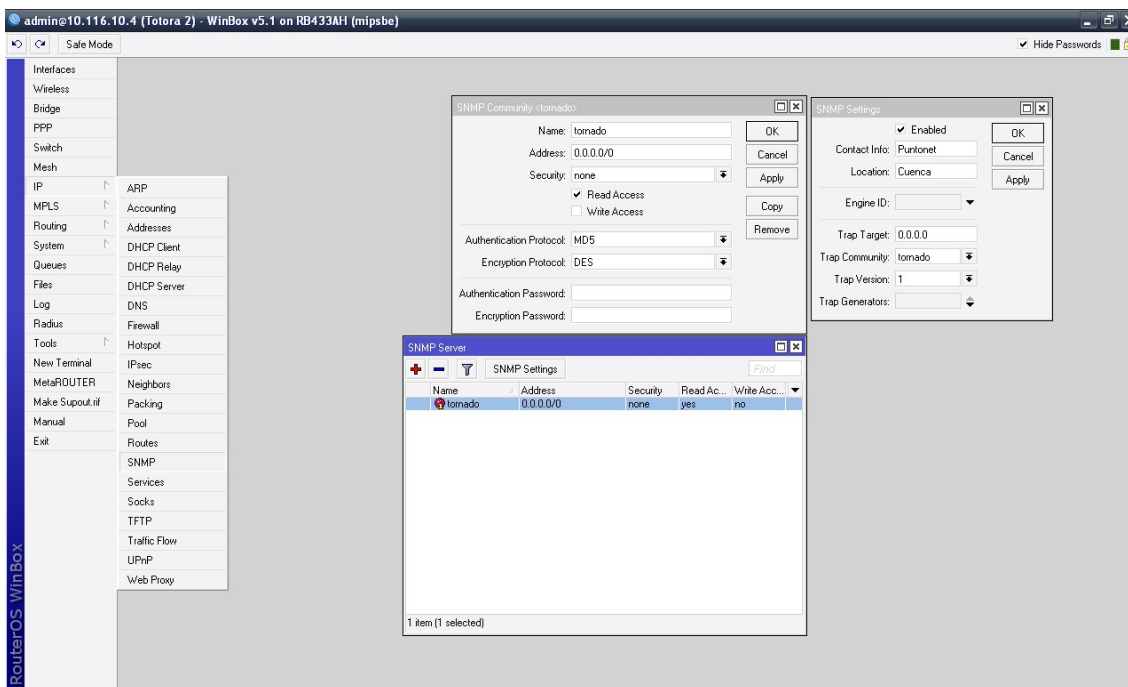 admin@10.116.10.4 (Totora 2) - WinBox v5.1 on RB433AH (mipsbe)
Safe Mode
Hide Passwords
Interfaces
Wireless
Bridge
PPP
Switch
Mesh
IP
MPLS
Routing
System
Queues
Files
Log
Radius
Tools
New Terminal
MetaROUTER
Make Supout.rif
Manual
Exit
RouterOS WinBox
ARP
Accounting
Addresses
DHCP Client
DHCP Relay
DHCP Server
DNS
Firewall
Hotspot
IPsec
Neighbors
Packing
Pool
Routes
SNMP
Services
Socks
TFTP
Traffic Flow
UPnP
Web Proxy
SNMP Community <tornado>
Name: tornado
Address: 0.0.0.0/0
Security: none
Read Access
Write Access
Authentication Protocol: MD5
Encryption Protocol: DES
Authentication Password:
Encryption Password:
OK
Cancel
Apply
Copy
Remove
SNMP Settings
Enabled
Contact Info: Puntonet
Location: Cuenca
Engine ID:
Trap Target: 0.0.0.0
Trap Community: tornado
Trap Version: 1
Trap Generators:
OK
Cancel
Apply
SNMP Server
SNMP Settings Find
Name Address Security Read Ac... Write Acc...
tornado 0.0.0.0/0 none yes no
1 item (1 selected)